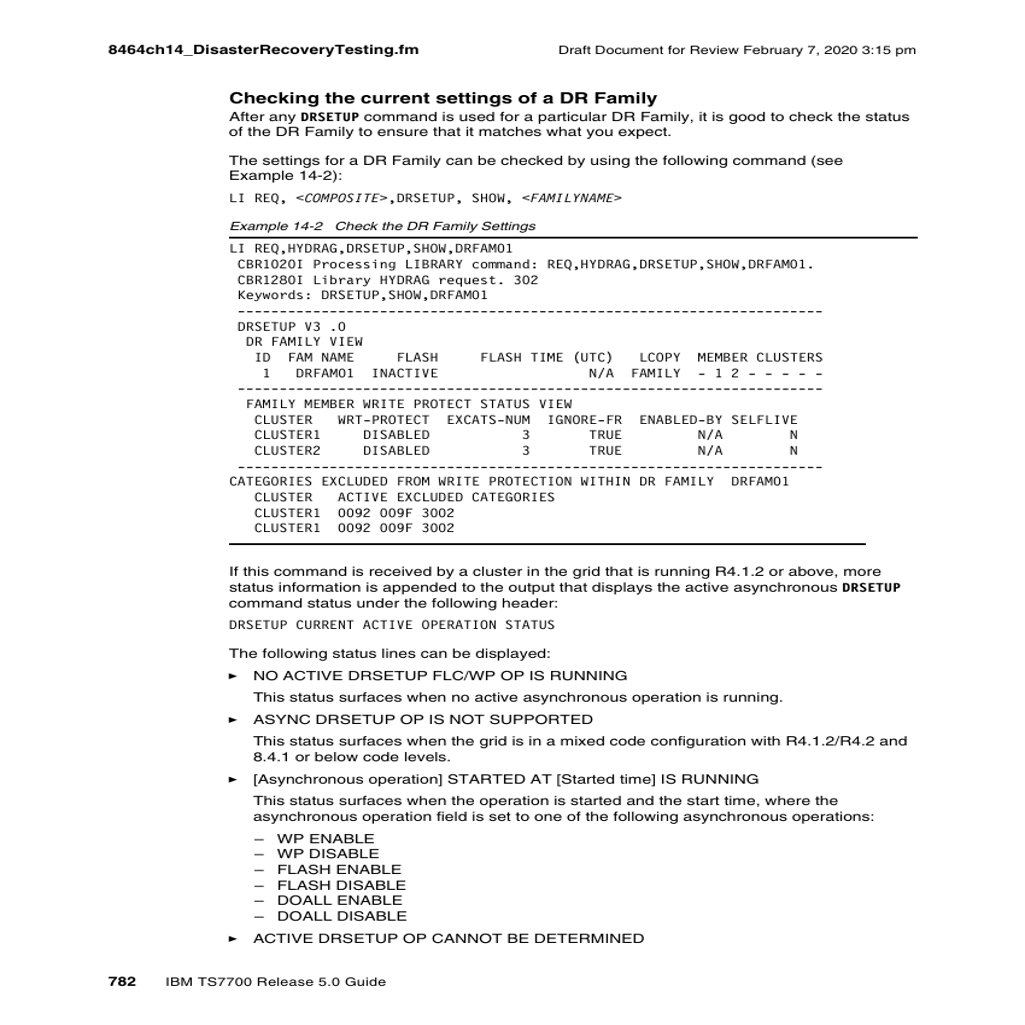 8464ch14_DisasterRecoveryTesting.fm Draft Document for Review February 7, 2020 3:15 pm
Checking the current settings of a DR Family
After any DRSETUP command is used for a particular DR Family, it is good to check the status
of the DR Family to ensure that it matches what you expect.
The settings for a DR Family can be checked by using the following command (see
Example 14-2):
LI REQ, <COMPOSITE>,DRSETUP, SHOW, <FAMILYNAME>
Example 14-2 Check the DR Family Settings
LI REQ,HYDRAG,DRSETUP,SHOW,DRFAM01
CBR1020I Processing LIBRARY command: REQ,HYDRAG,DRSETUP,SHOW,DRFAM01.
CBR1280I Library HYDRAG request. 302
Keywords: DRSETUP,SHOW,DRFAM01
----------------------------------------------------------------------
DRSETUP V3 .0
DR FAMILY VIEW
ID FAM NAME FLASH FLASH TIME (UTC) LCOPY MEMBER CLUSTERS
1 DRFAM01 INACTIVE N/A FAMILY - 1 2 - - - - -
----------------------------------------------------------------------
FAMILY MEMBER WRITE PROTECT STATUS VIEW
CLUSTER WRT-PROTECT EXCATS-NUM IGNORE-FR ENABLED-BY SELFLIVE
CLUSTER1 DISABLED 3 TRUE N/A N
CLUSTER2 DISABLED 3 TRUE N/A N
----------------------------------------------------------------------
CATEGORIES EXCLUDED FROM WRITE PROTECTION WITHIN DR FAMILY DRFAM01
CLUSTER ACTIVE EXCLUDED CATEGORIES
CLUSTER1 0092 009F 3002
CLUSTER1 0092 009F 3002
If this command is received by a cluster in the grid that is running R4.1.2 or above, more
status information is appended to the output that displays the active asynchronous DRSETUP
command status under the following header:
DRSETUP CURRENT ACTIVE OPERATION STATUS
The following status lines can be displayed:
► NO ACTIVE DRSETUP FLC/WP OP IS RUNNING
This status surfaces when no active asynchronous operation is running.
► ASYNC DRSETUP OP IS NOT SUPPORTED
This status surfaces when the grid is in a mixed code configuration with R4.1.2/R4.2 and
8.4.1 or below code levels.
► [Asynchronous operation] STARTED AT [Started time] IS RUNNING
This status surfaces when the operation is started and the start time, where the
asynchronous operation field is set to one of the following asynchronous operations:
– WP ENABLE
– WP DISABLE
– FLASH ENABLE
– FLASH DISABLE
– DOALL ENABLE
– DOALL DISABLE
► ACTIVE DRSETUP OP CANNOT BE DETERMINED
782 IBM TS7700 Release 5.0 Guide